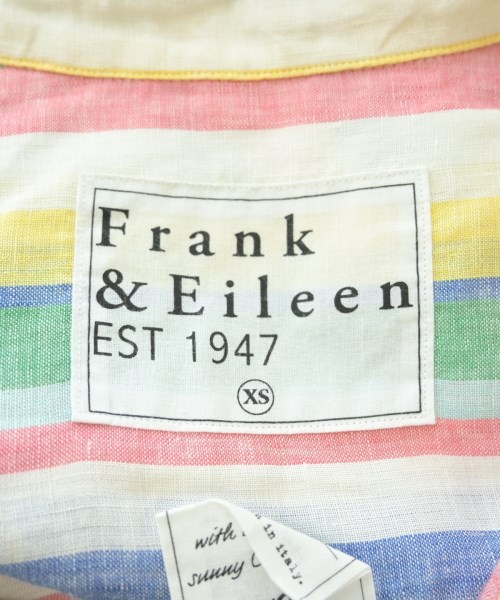 Frank
& Eileen
EST 1947
XS
with
in italy.
sunny